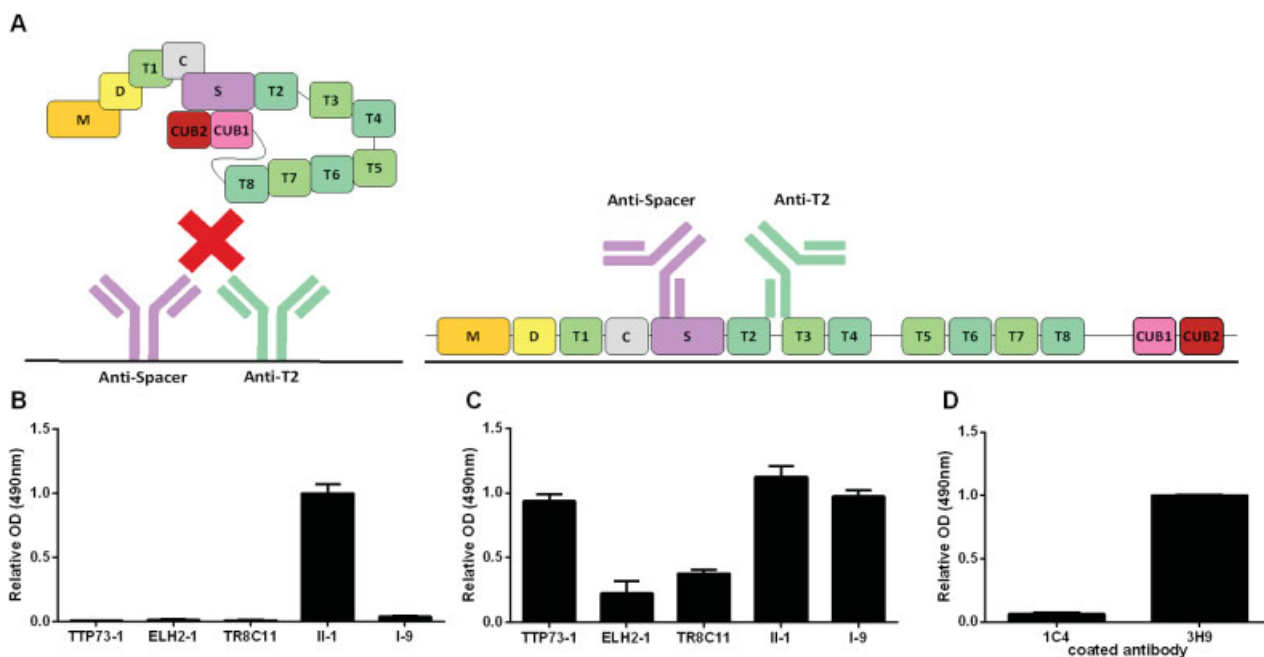 A
M D T1 C S T2 T3 T4
CUB2 CUB1
T8 T7 T6 T5
Anti-Spacer Anti-T2
Anti-Spacer Anti-T2
M D T1 C S T2 T3 T4 T5 T6 T7 T8 CUB1 CUB2
B
Relative OD (490nm)
1.5
1.0
0.5
0.0
TTP73-1 ELH2-1 TR8C11 II-1 I-9
C
Relative OD (490nm)
1.5
1.0
0.5
0.0
TTP73-1 ELH2-1 TR8C11 II-1 I-9
D
Relative OD (490nm)
1.5
1.0
0.5
0.0
1C4 3H9
coated antibody